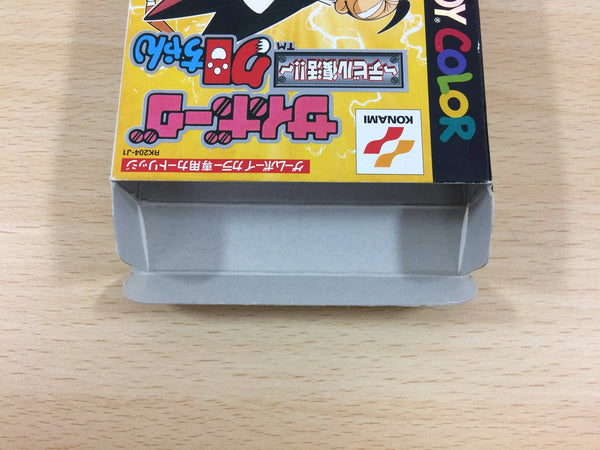 OY COLOR
KONAMI
サイボーグ
クロちゃん
TM
～デビル復活!!～
ゲームボーイカラー専用カートリッジ
RK204-J1